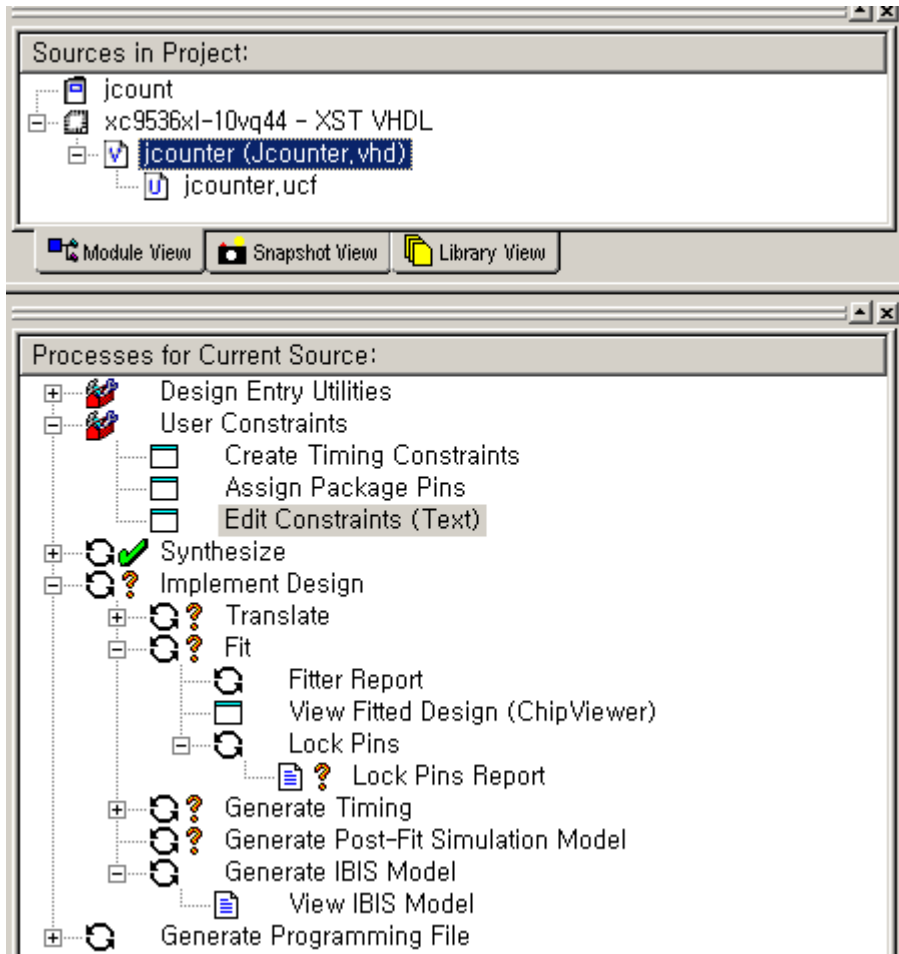 Sources in Project:
jcount
xc9536xl-10vq44 - XST VHDL
jcounter (Jcounter.vhd)
jcounter.ucf
Module View Snapshot View Library View
Processes for Current Source:
Design Entry Utilities
User Constraints
Create Timing Constraints
Assign Package Pins
Edit Constraints (Text)
Synthesize
Implement Design
Translate
Fit
Fitter Report
View Fitted Design (ChipViewer)
Lock Pins
Lock Pins Report
Generate Timing
Generate Post-Fit Simulation Model
Generate IBIS Model
View IBIS Model
Generate Programming File